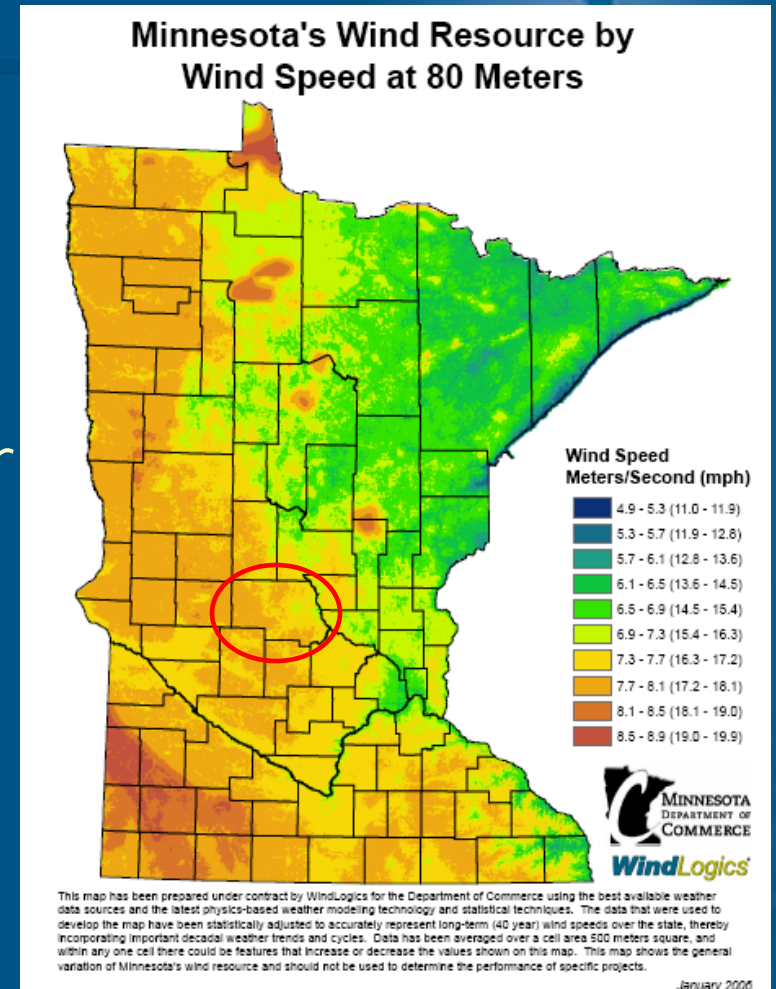 Minnesota's Wind Resource by
Wind Speed at 80 Meters
Wind Speed
Meters/Second (mph)
4.9 - 5.3 (11.0 - 11.9)
5.3 - 5.7 (11.9 - 12.8)
5.7 - 6.1 (12.8 - 13.6)
6.1 - 6.5 (13.6 - 14.5)
6.5 - 6.9 (14.5 - 15.4)
6.9 - 7.3 (15.4 - 16.3)
7.3 - 7.7 (16.3 - 17.2)
7.7 - 8.1 (17.2 - 18.1)
8.1 - 8.5 (18.1 - 19.0)
8.5 - 8.9 (19.0 - 19.9)
MINNESOTA
DEPARTMENT OF
COMMERCE
WindLogics
This map has been prepared under contract by WindLogics for the Department of Commerce using the best available weather
data sources and the latest physics-based weather modeling technology and statistical techniques. The data that were used to
develop the map have been statistically adjusted to accurately represent long-term (40 year) wind speeds over the state, thereby
incorporating important decadal weather trends and cycles. Data has been averaged over a cell area 500 meters square, and
within any one cell there could be features that increase or decrease the values shown on this map. This map shows the general
variation of Minnesota's wind resource and should not be used to determine the performance of specific projects.
January 2006